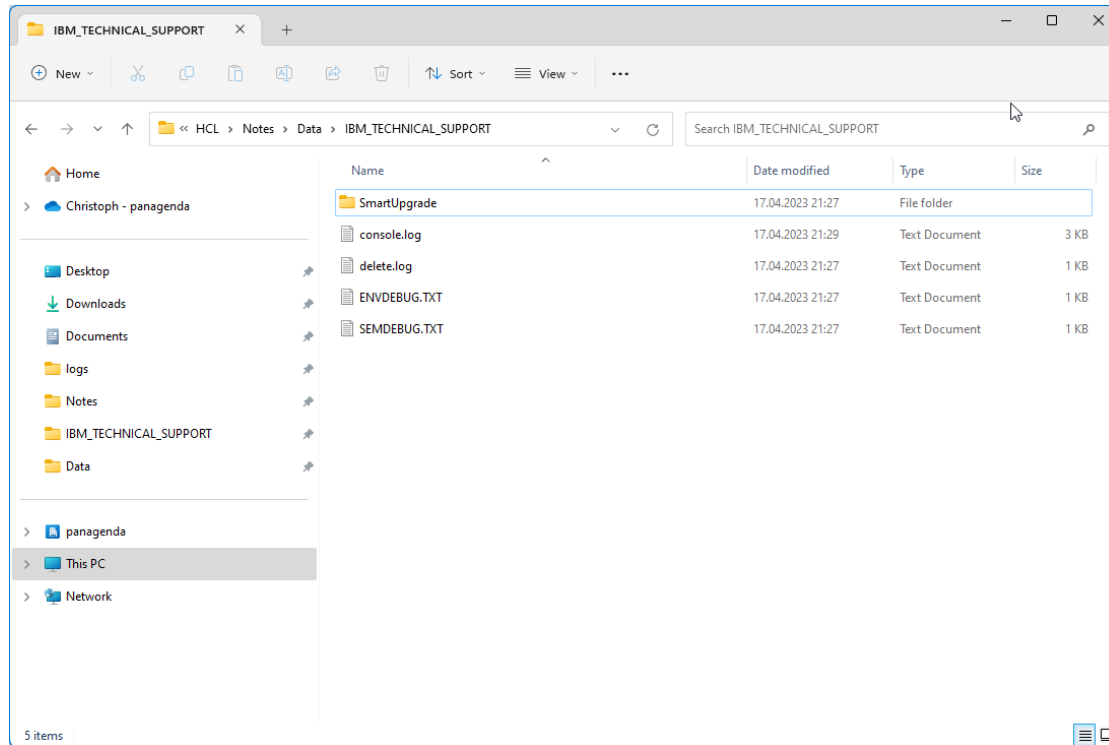 IBM_TECHNICAL_SUPPORT
New Sort View
« HCL > Notes > Data > IBM_TECHNICAL_SUPPORT Search IBM_TECHNICAL_SUPPORT
Name Date modified Type Size
Home
Christoph - panagenda
Desktop
Downloads
Documents
logs
Notes
IBM_TECHNICAL_SUPPORT
Data
panagenda
This PC
Network
SmartUpgrade 17.04.2023 21:27 File folder
console.log 17.04.2023 21:29 Text Document 3 KB
delete.log 17.04.2023 21:27 Text Document 1 KB
ENVDEBUG.TXT 17.04.2023 21:27 Text Document 1 KB
SEMDEBUG.TXT 17.04.2023 21:27 Text Document 1 KB
5 items